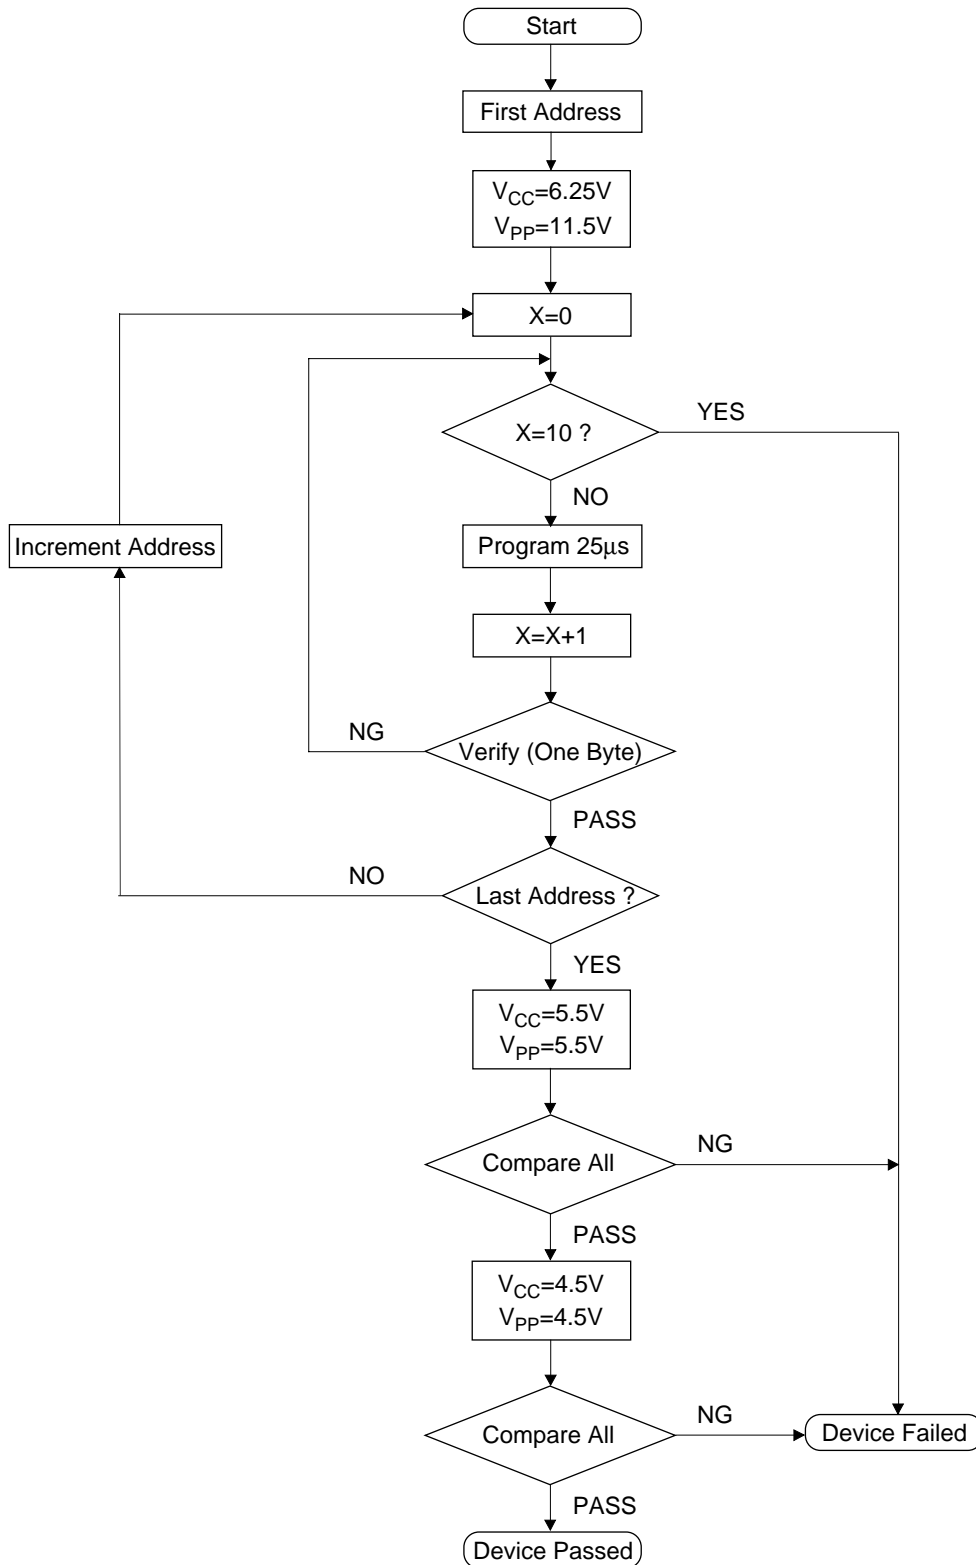 Start
First Address
VCC=6.25V
VPP=11.5V
X=0
X=10 ?
YES
NO
Increment Address
Program 25μs
X=X+1
NG
Verify (One Byte)
PASS
NO
Last Address ?
YES
VCC=5.5V
VPP=5.5V
Compare All
NG
PASS
VCC=4.5V
VPP=4.5V
Compare All
NG
Device Failed
PASS
Device Passed